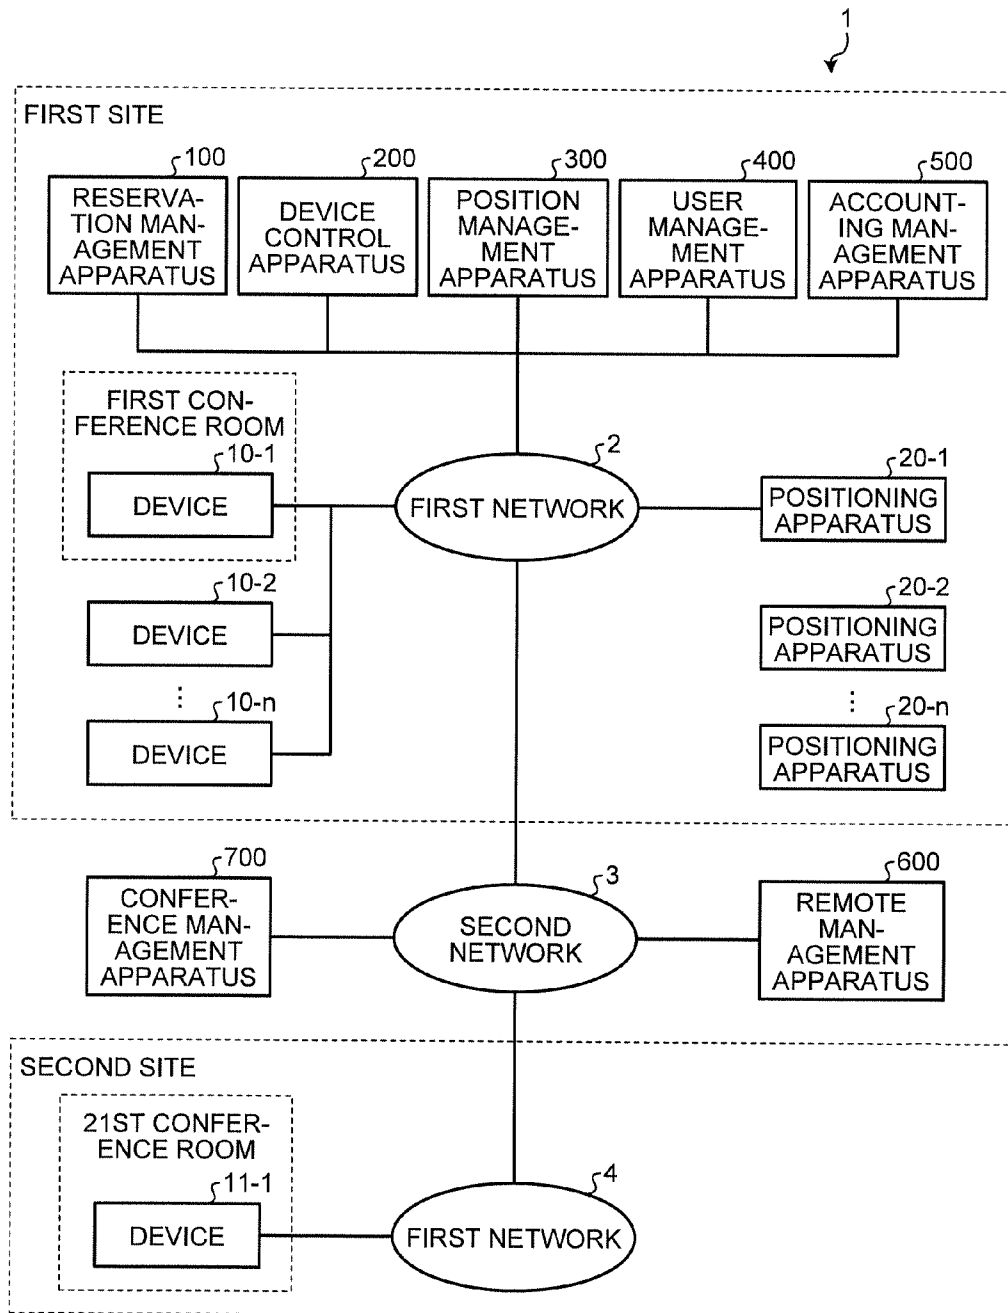 1
FIRST SITE
100
200
300
400
500
RESERVA-
TION MAN-
AGEMENT
APPARATUS
DEVICE
CONTROL
APPARATUS
POSITION
MANAGE-
MENT
APPARATUS
USER
MANAGE-
MENT
APPARATUS
ACCOUNT-
ING MAN-
AGEMENT
APPARATUS
FIRST CON-
FERENCE ROOM
10-1
DEVICE
2
FIRST NETWORK
20-1
POSITIONING
APPARATUS
10-2
DEVICE
20-2
POSITIONING
APPARATUS
⋮
10-n
DEVICE
⋮
20-n
POSITIONING
APPARATUS
700
CONFER-
ENCE MAN-
AGEMENT
APPARATUS
3
SECOND
NETWORK
600
REMOTE
MAN-
AGEMENT
APPARATUS
SECOND SITE
21ST CONFER-
ENCE ROOM
11-1
DEVICE
4
FIRST NETWORK